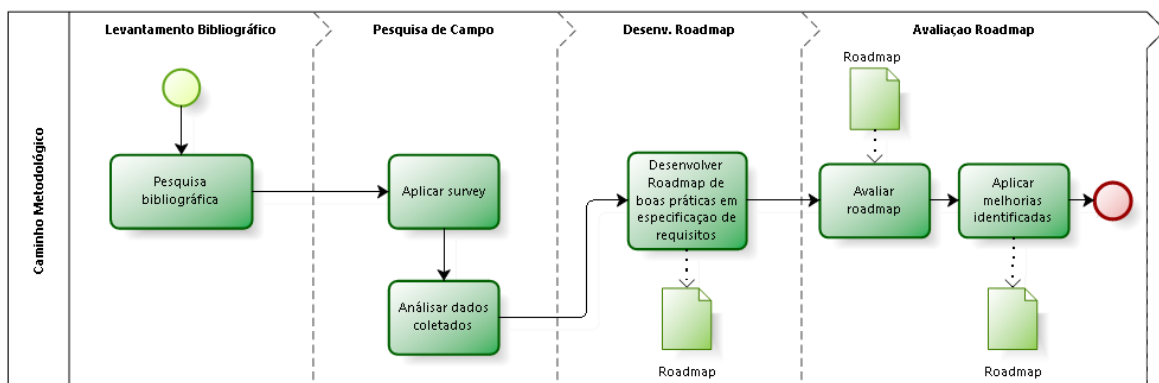 Caminho Metodológico
Levantamento Bibliográfico
Pesquisa de Campo
Desenv. Roadmap
Avaliaçao Roadmap
Pesquisa
bibliográfica
Aplicar survey
Análisar dados
coletados
Desenvolver
Roadmap de
boas práticas em
especificaçao de
requisitos
Roadmap
Roadmap
Avaliar
roadmap
Aplicar
melhorias
identificadas
Roadmap